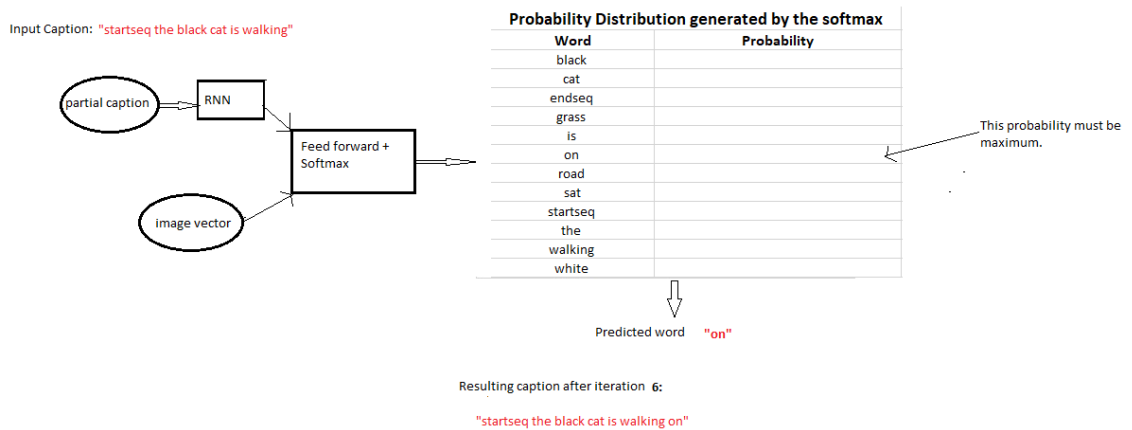 Input Caption: "startseq the black cat is walking"
partial caption
RNN
Feed forward +
Softmax
image vector
Probability Distribution generated by the softmax
Word Probability
black
cat
endseq
grass
is
on
road
sat
startseq
the
walking
white
This probability must be
maximum.
Predicted word "on"
Resulting caption after iteration 6:
"startseq the black cat is walking on"